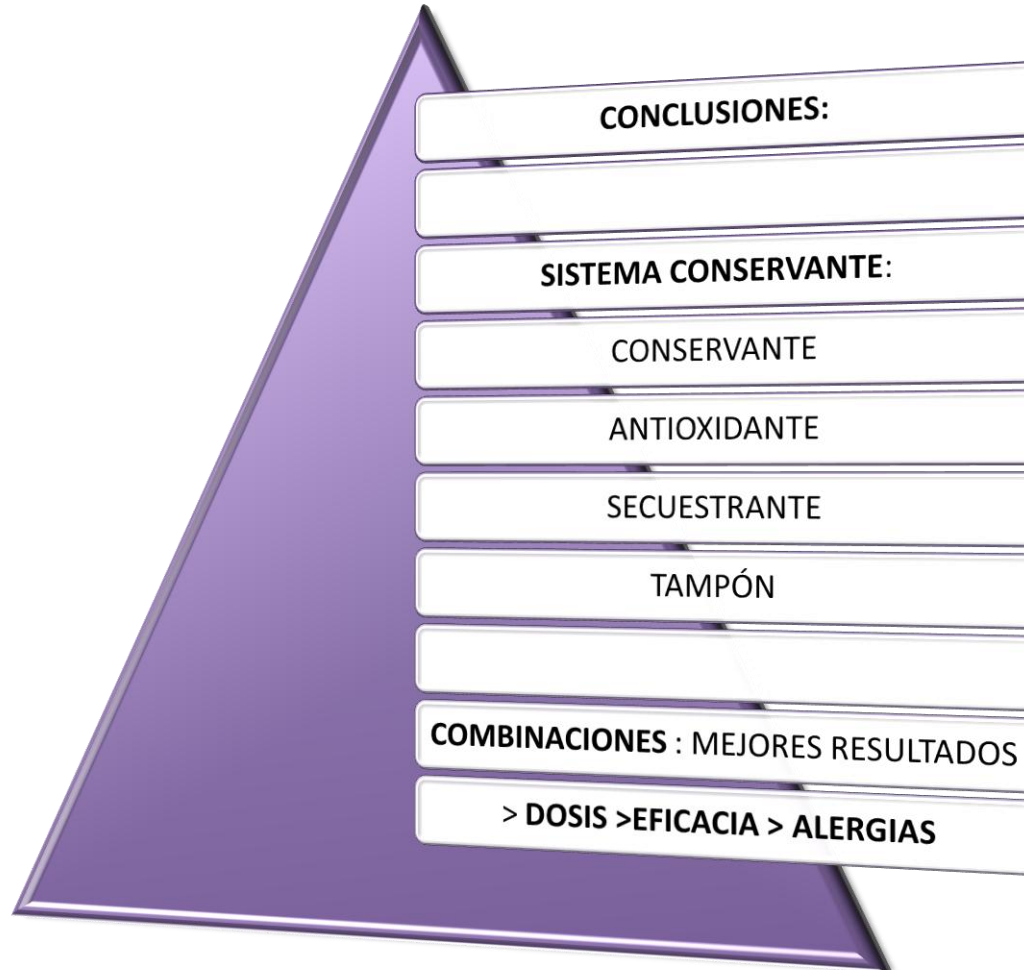 CONCLUSIONES:
SISTEMA CONSERVANTE:
CONSERVANTE
ANTIOXIDANTE
SECUESTRANTE
TAMPÓN
COMBINACIONES : MEJORES RESULTADOS
> DOSIS >EFICACIA > ALERGIAS